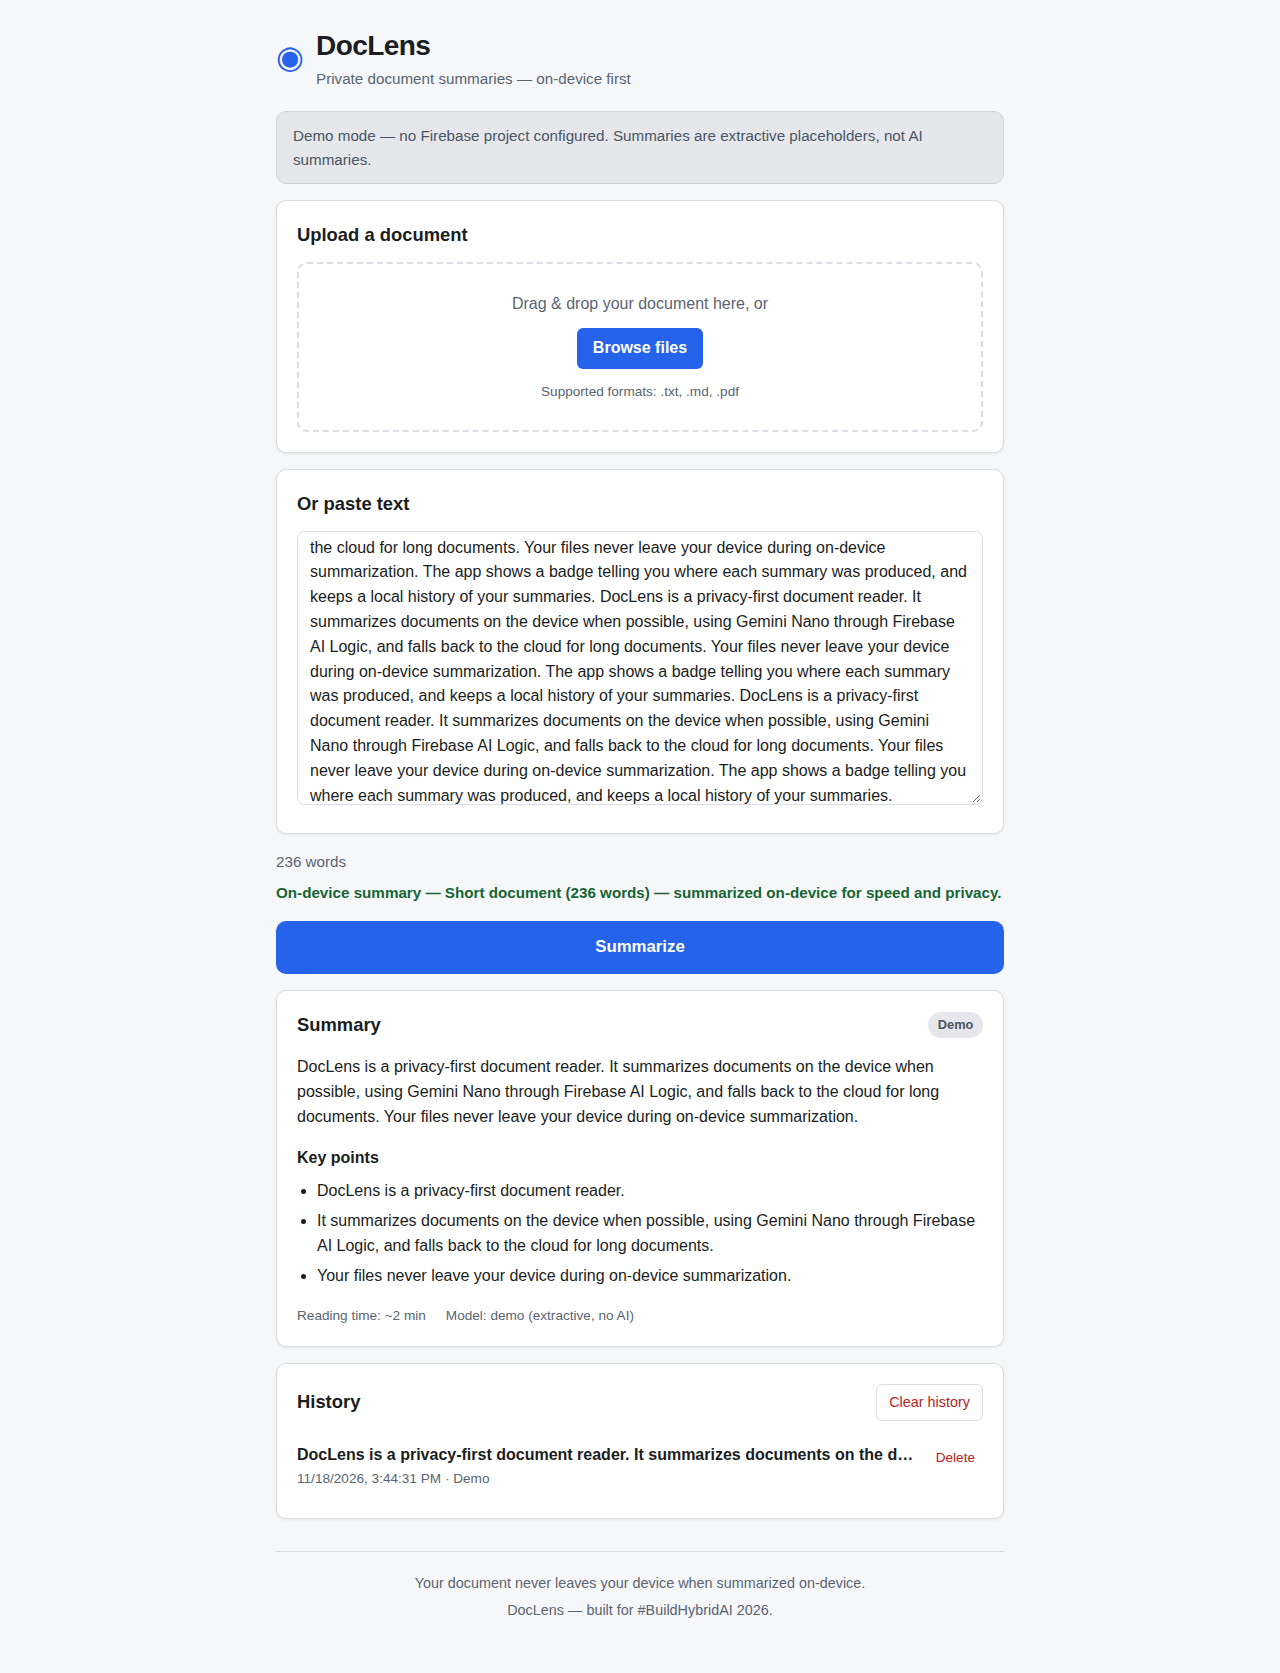 DocLens
Private document summaries — on-device first
Demo mode — no Firebase project configured. Summaries are extractive placeholders, not AI
summaries.
Upload a document
Drag & drop your document here, or
Browse files
Supported formats: .txt, .md, .pdf
Or paste text
the cloud for long documents. Your files never leave your device during on-device
summarization. The app shows a badge telling you where each summary was produced, and
keeps a local history of your summaries. DocLens is a privacy-first document reader. It
summarizes documents on the device when possible, using Gemini Nano through Firebase
AI Logic, and falls back to the cloud for long documents. Your files never leave your device
during on-device summarization. The app shows a badge telling you where each summary
was produced, and keeps a local history of your summaries. DocLens is a privacy-first
document reader. It summarizes documents on the device when possible, using Gemini
Nano through Firebase AI Logic, and falls back to the cloud for long documents. Your files
never leave your device during on-device summarization. The app shows a badge telling you
where each summary was produced, and keeps a local history of your summaries.
236 words
On-device summary — Short document (236 words) — summarized on-device for speed and privacy.
Summarize
Summary
Demo
DocLens is a privacy-first document reader. It summarizes documents on the device when
possible, using Gemini Nano through Firebase AI Logic, and falls back to the cloud for long
documents. Your files never leave your device during on-device summarization.
Key points
• DocLens is a privacy-first document reader.
• It summarizes documents on the device when possible, using Gemini Nano through Firebase
AI Logic, and falls back to the cloud for long documents.
• Your files never leave your device during on-device summarization.
Reading time: ~2 min Model: demo (extractive, no AI)
History
Clear history
DocLens is a privacy-first document reader. It summarizes documents on the d…
Delete
11/18/2026, 3:44:31 PM · Demo
Your document never leaves your device when summarized on-device.
DocLens — built for #BuildHybridAI 2026.